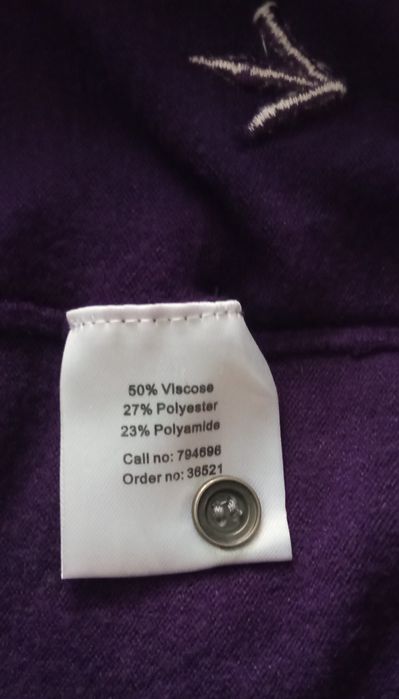 50% Viscose
27% Polyester
23% Polyamide
Call no: 794696
Order no: 36521